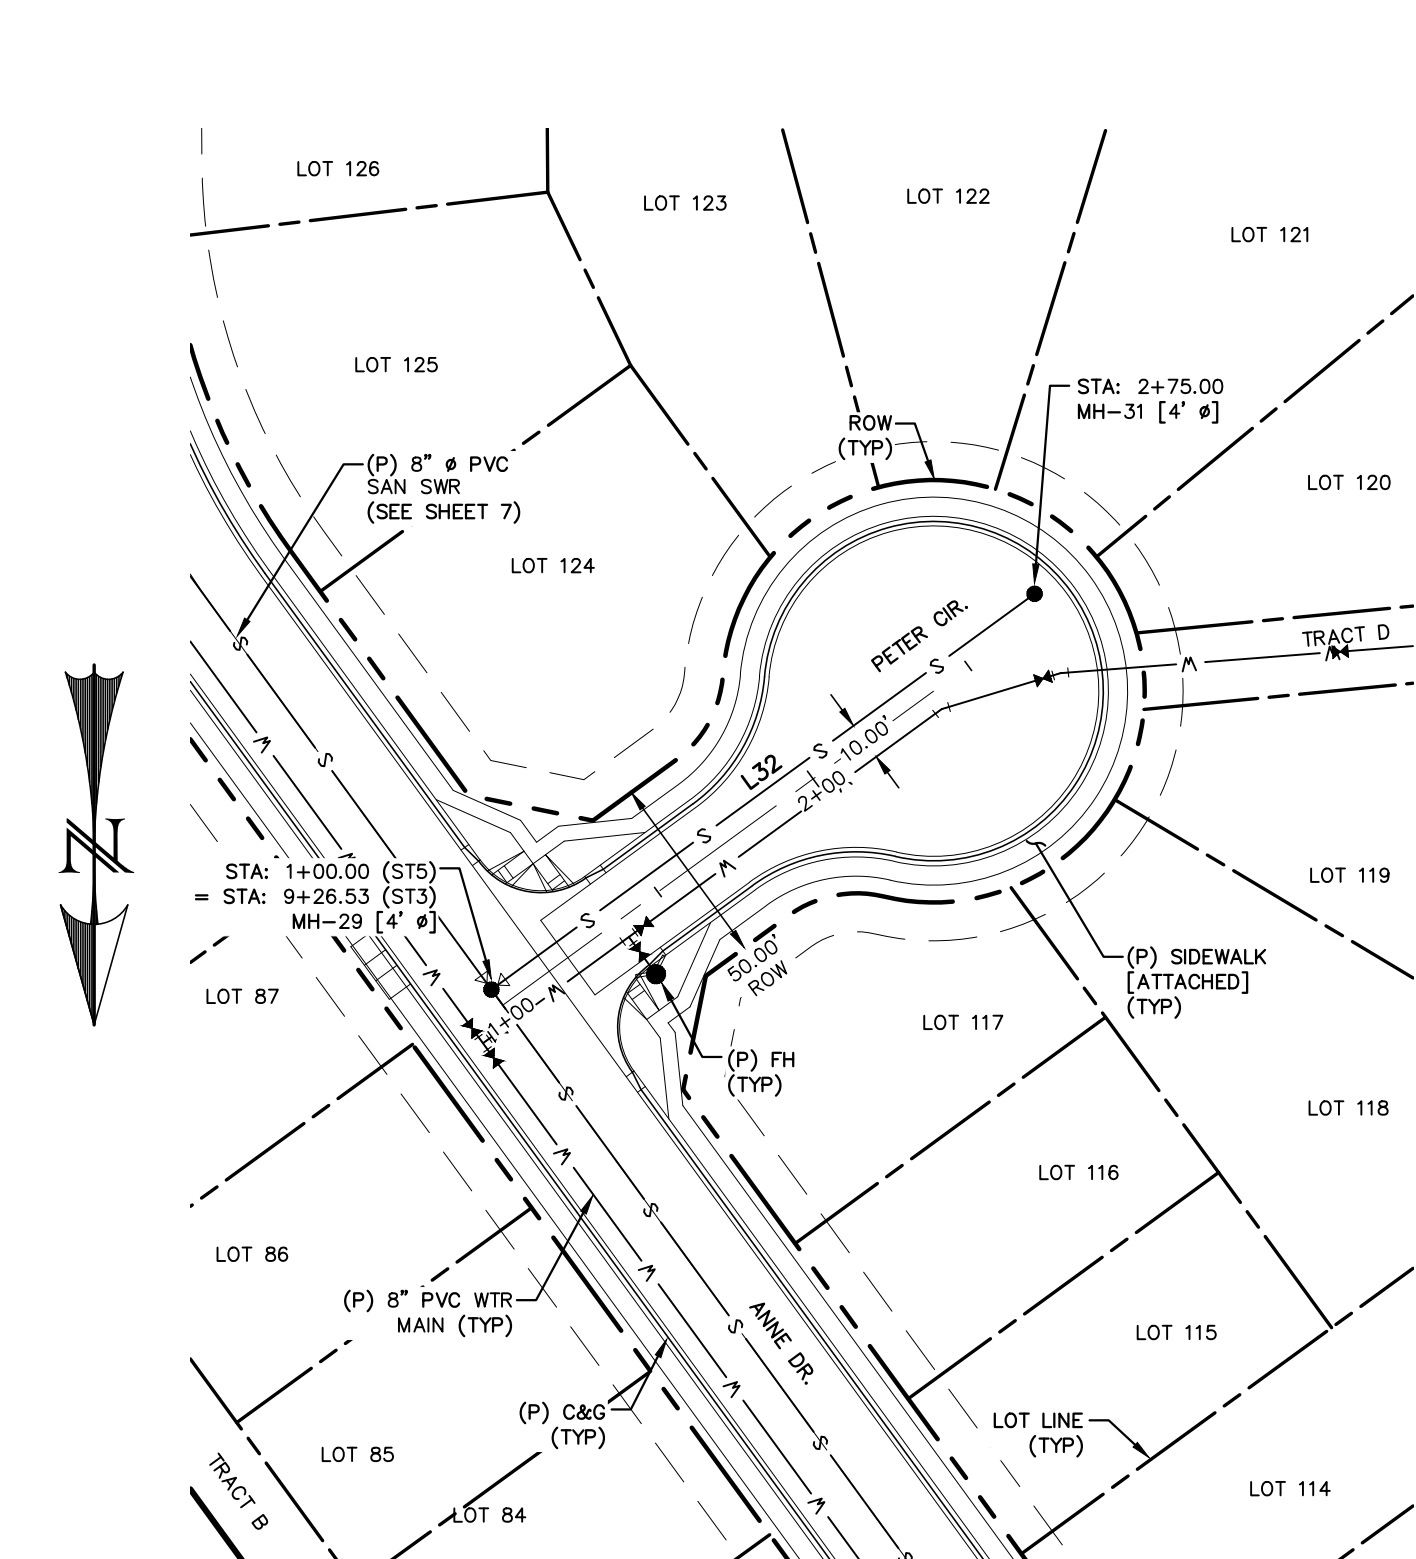 LOT 126
LOT 123
LOT 122
LOT 121
LOT 125
STA: 2+75.00
MH-31 [4' ø]
ROW
(TYP)
(P) 8" ø PVC
SAN SWR
(SEE SHEET 7)
LOT 120
LOT 124
PETER CIR.
TRACT D
W
S
S
W
S
W
S
10.00'
L32
2+00
S
W
N
STA: 1+00.00 (ST5)
= STA: 9+26.53 (ST3)
MH-29 [4' ø]
LOT 119
S
50.00'
ROW
(P) SIDEWALK
[ATTACHED]
(TYP)
W
W
1+00
LOT 87
LOT 117
(P) FH
(TYP)
S
LOT 118
W
LOT 116
S
LOT 86
W
(P) 8" PVC WTR
MAIN (TYP)
S
ANNE DR.
LOT 115
W
(P) C&G
(TYP)
LOT LINE
(TYP)
S
LOT 85
TRACT B
LOT 84
W
LOT 114
S